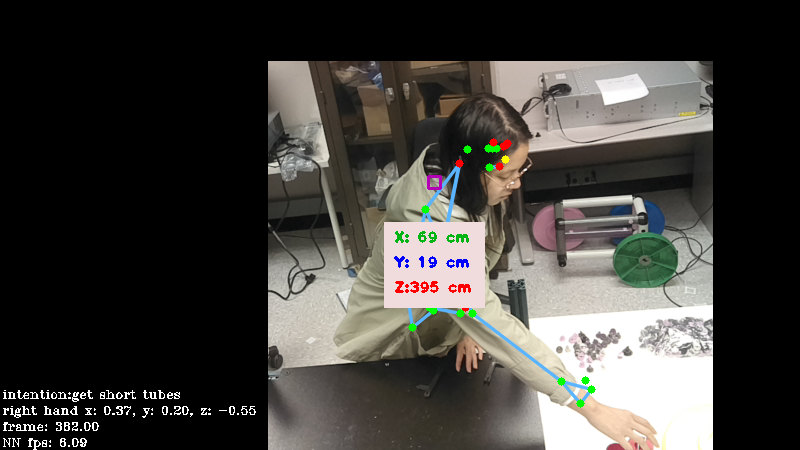 X: 69 cm
Y: 19 cm
Z:395 cm
intention:get short tubes
right hand x: 0.37, y: 0.20, z: -0.55
frame: 382.00
NN fps: 6.09